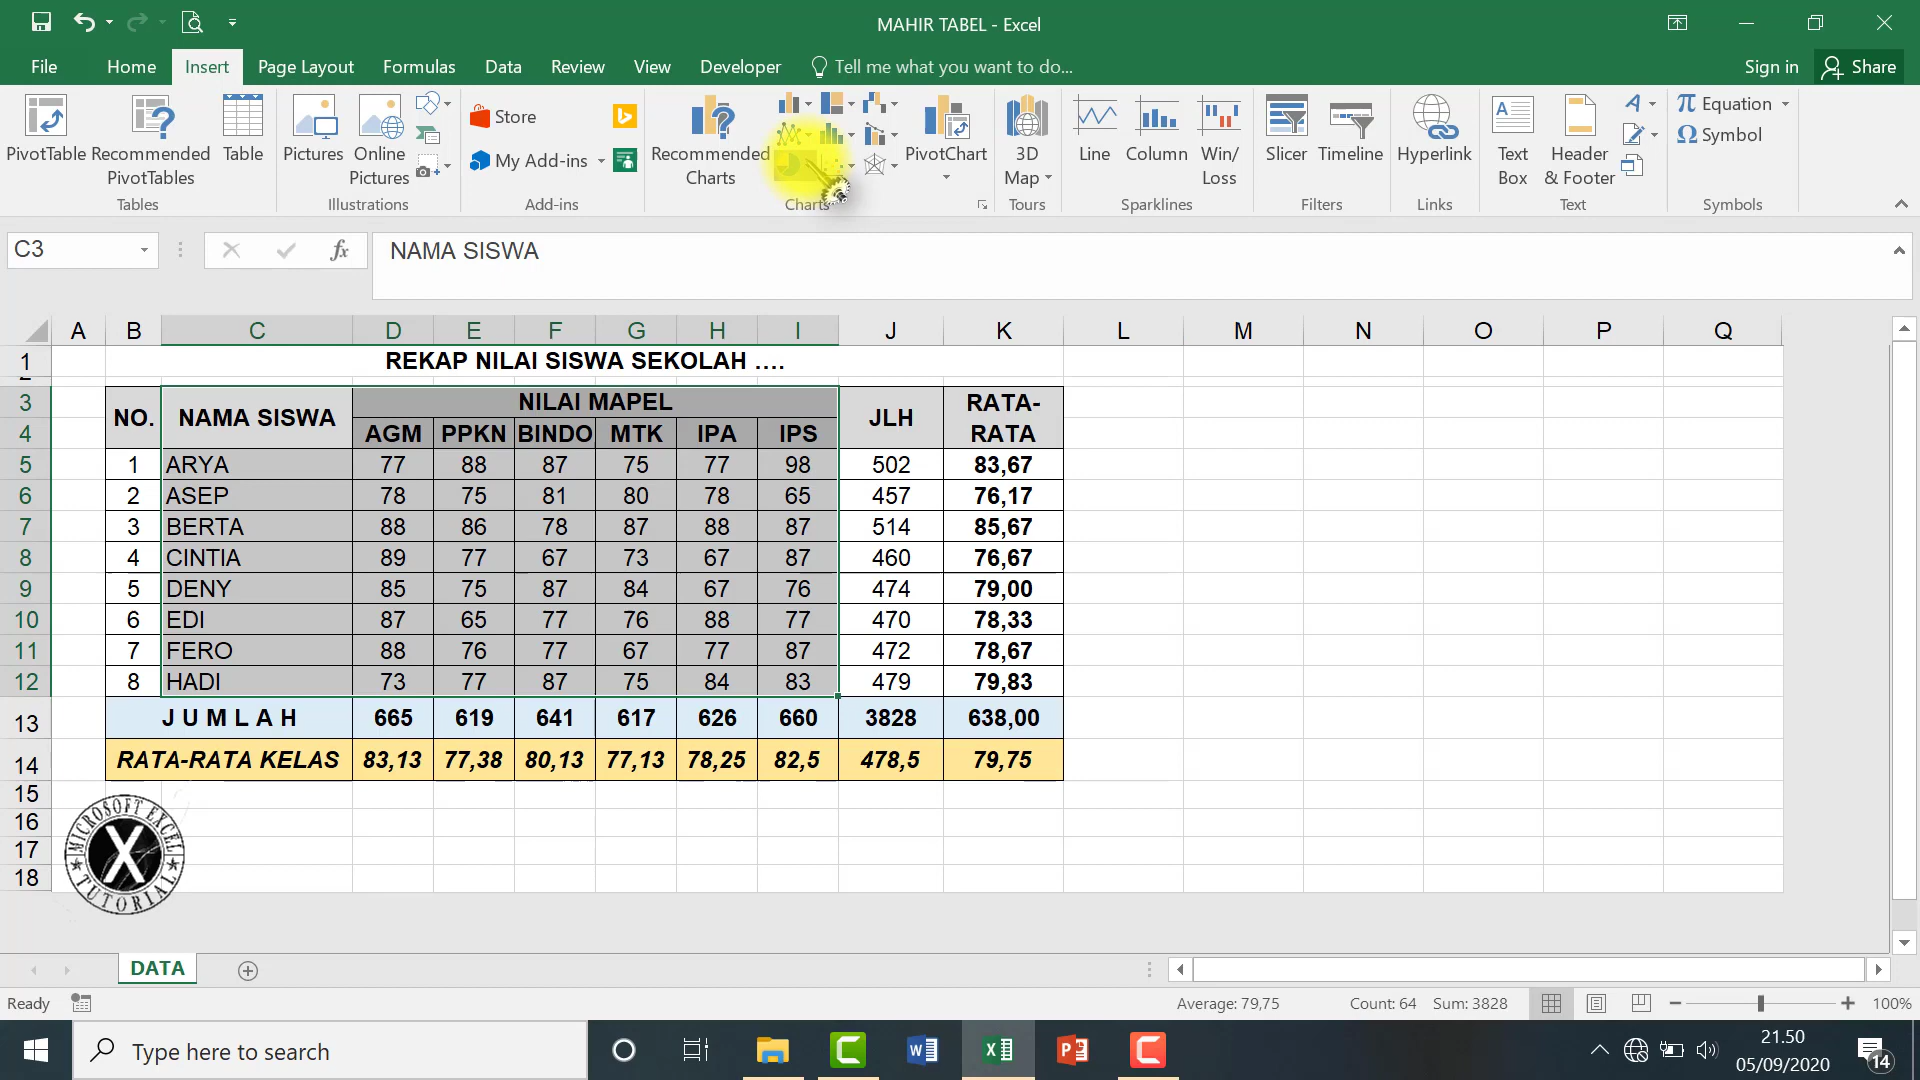 MAHIR TABEL - Excel
File Home Insert Page Layout Formulas Data Review View Developer Tell me what you want to do... Sign in Share
PivotTable Recommended PivotTables Table
Pictures Online Pictures
Store
My Add-ins
Recommended Charts
PivotChart
3D Map
Line Column Win/Loss
Slicer Timeline
Hyperlink
Text Box Header & Footer
Equation
Symbol
Tables Illustrations Add-ins Charts Tours Sparklines Filters Links Text Symbols
C3 fx NAMA SISWA
A B C D E F G H I J K L M N O P Q
1 REKAP NILAI SISWA SEKOLAH ....
2
3 NO. NAMA SISWA NILAI MAPEL JLH RATA-RATA
4 AGM PPKN BINDO MTK IPA IPS
5 1 ARYA 77 88 87 75 77 98 502 83,67
6 2 ASEP 78 75 81 80 78 65 457 76,17
7 3 BERTA 88 86 78 87 88 87 514 85,67
8 4 CINTIA 89 77 67 73 67 87 460 76,67
9 5 DENY 85 75 87 84 67 76 474 79,00
10 6 EDI 87 65 77 76 88 77 470 78,33
11 7 FERO 88 76 77 67 77 87 472 78,67
12 8 HADI 73 77 87 75 84 83 479 79,83
13 J U M L A H 665 619 641 617 626 660 3828 638,00
14 RATA-RATA KELAS 83,13 77,38 80,13 77,13 78,25 82,5 478,5 79,75
15
16
17
18
MICROSOFT EXCEL
X
TUTORIAL
DATA
Ready Average: 79,75 Count: 64 Sum: 3828 100%
Type here to search
21.50
05/09/2020
14